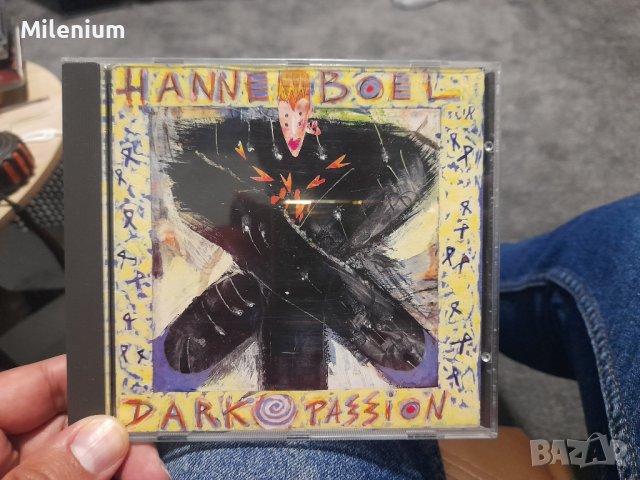 Milenium
HANNE BOEL
DARK PASSION
BAZAR